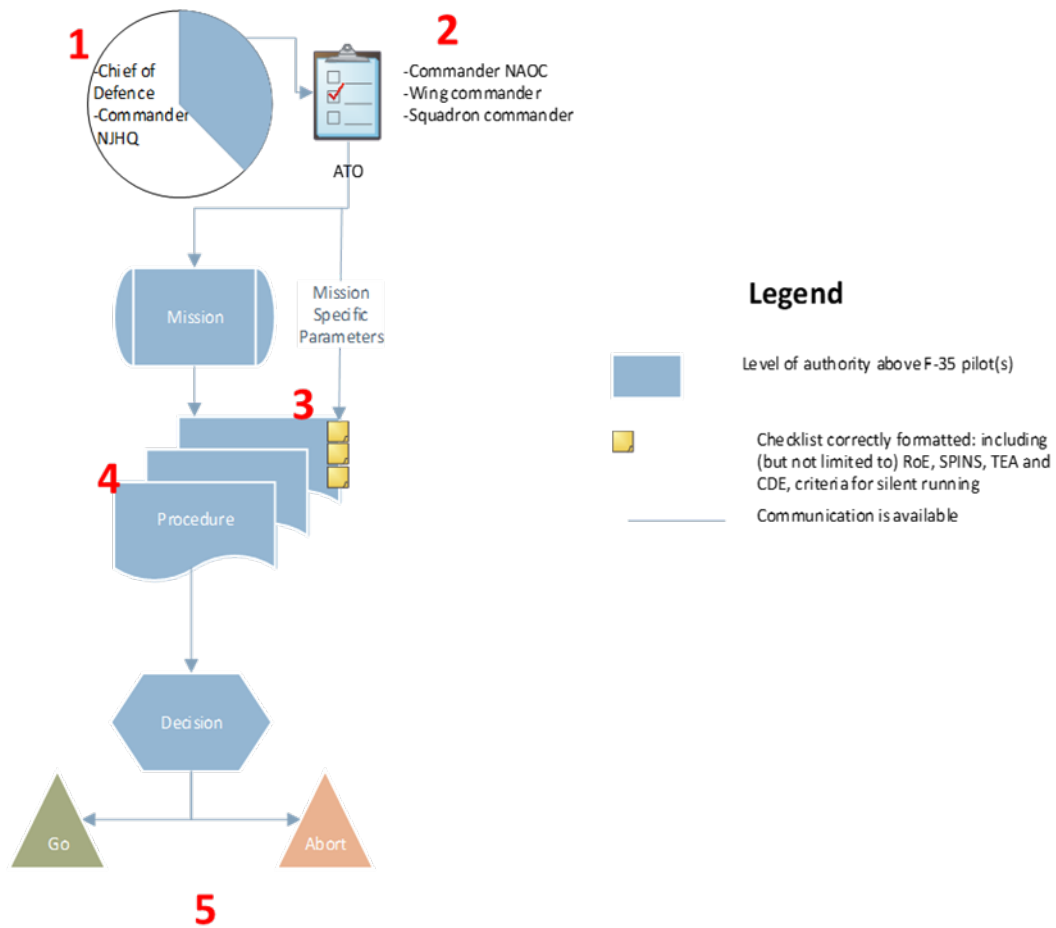 1
-Chief of
Defence
-Commander
NJHQ
2
-Commander NAOC
-Wing commander
-Squadron commander
ATO
Mission
Mission
Specific
Parameters
3
4
Procedure
Decision
Go
Abort
5
Legend
Level of authority above F-35 pilot(s)
Checklist correctly formatted: including
(but not limited to) RoE, SPINS, TEA and
CDE, criteria for silent running
Communication is available